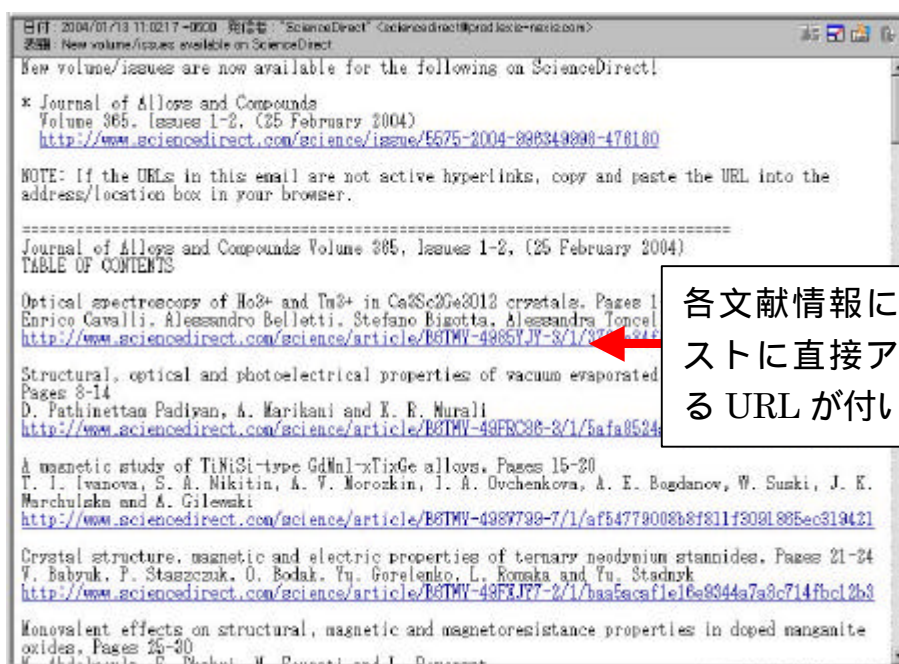 日付: 2004/01/13 11:02:17 -0500 発信者: "ScienceDirect" <sciencedirect@prod.lexis-nexis.com>
表題: New volume/issues available on ScienceDirect
New volume/issues are now available for the following on ScienceDirect!
* Journal of Alloys and Compounds
Volume 365, Issues 1-2, (25 February 2004)
http://www.sciencedirect.com/science/issue/5575-2004-996349998-476180
NOTE: If the URLs in this email are not active hyperlinks, copy and paste the URL into the
address/location box in your browser.
======================================================================
Journal of Alloys and Compounds Volume 365, Issues 1-2, (25 February 2004)
TABLE OF CONTENTS
Optical spectroscopy of Ho3+ and Tm3+ in Ca3Sc2Ge3O12 crystals, Pages 1
Enrico Cavalli, Alessandro Belletti, Stefano Bigotta, Alessandra Toncel
http://www.sciencedirect.com/science/article/B6TWY-4985YJY-3/1/
各文献情報に
ストに直接ア
る URL が付い
Structural, optical and photoelectrical properties of vacuum evaporated
Pages 8-14
D. Pathinettam Padiyan, A. Marikani and K. R. Murali
http://www.sciencedirect.com/science/article/B6TWY-49FRC86-3/1/5afa8524
A magnetic study of TiNiSi-type GdMn1-xTixGe alloys, Pages 15-20
T. I. Ivanova, S. A. Nikitin, A. V. Morozkin, I. A. Ovchenkova, A. E. Bogdanov, W. Suski, J. K.
Warchulska and A. Gilewski
http://www.sciencedirect.com/science/article/B6TWY-4987799-7/1/af54779008b8f811f3091865ec319421
Crystal structure, magnetic and electric properties of ternary neodymium stannides, Pages 21-24
V. Babyuk, P. Staszczuk, O. Bodak, Yu. Gorelenko, L. Romaka and Yu. Stadnyk
http://www.sciencedirect.com/science/article/B6TWY-49FXJF7-2/1/baa5acaf1e16e9344a7a8c714fbc12b3
Monovalent effects on structural, magnetic and magnetoresistance properties in doped manganite
oxides, Pages 25-30